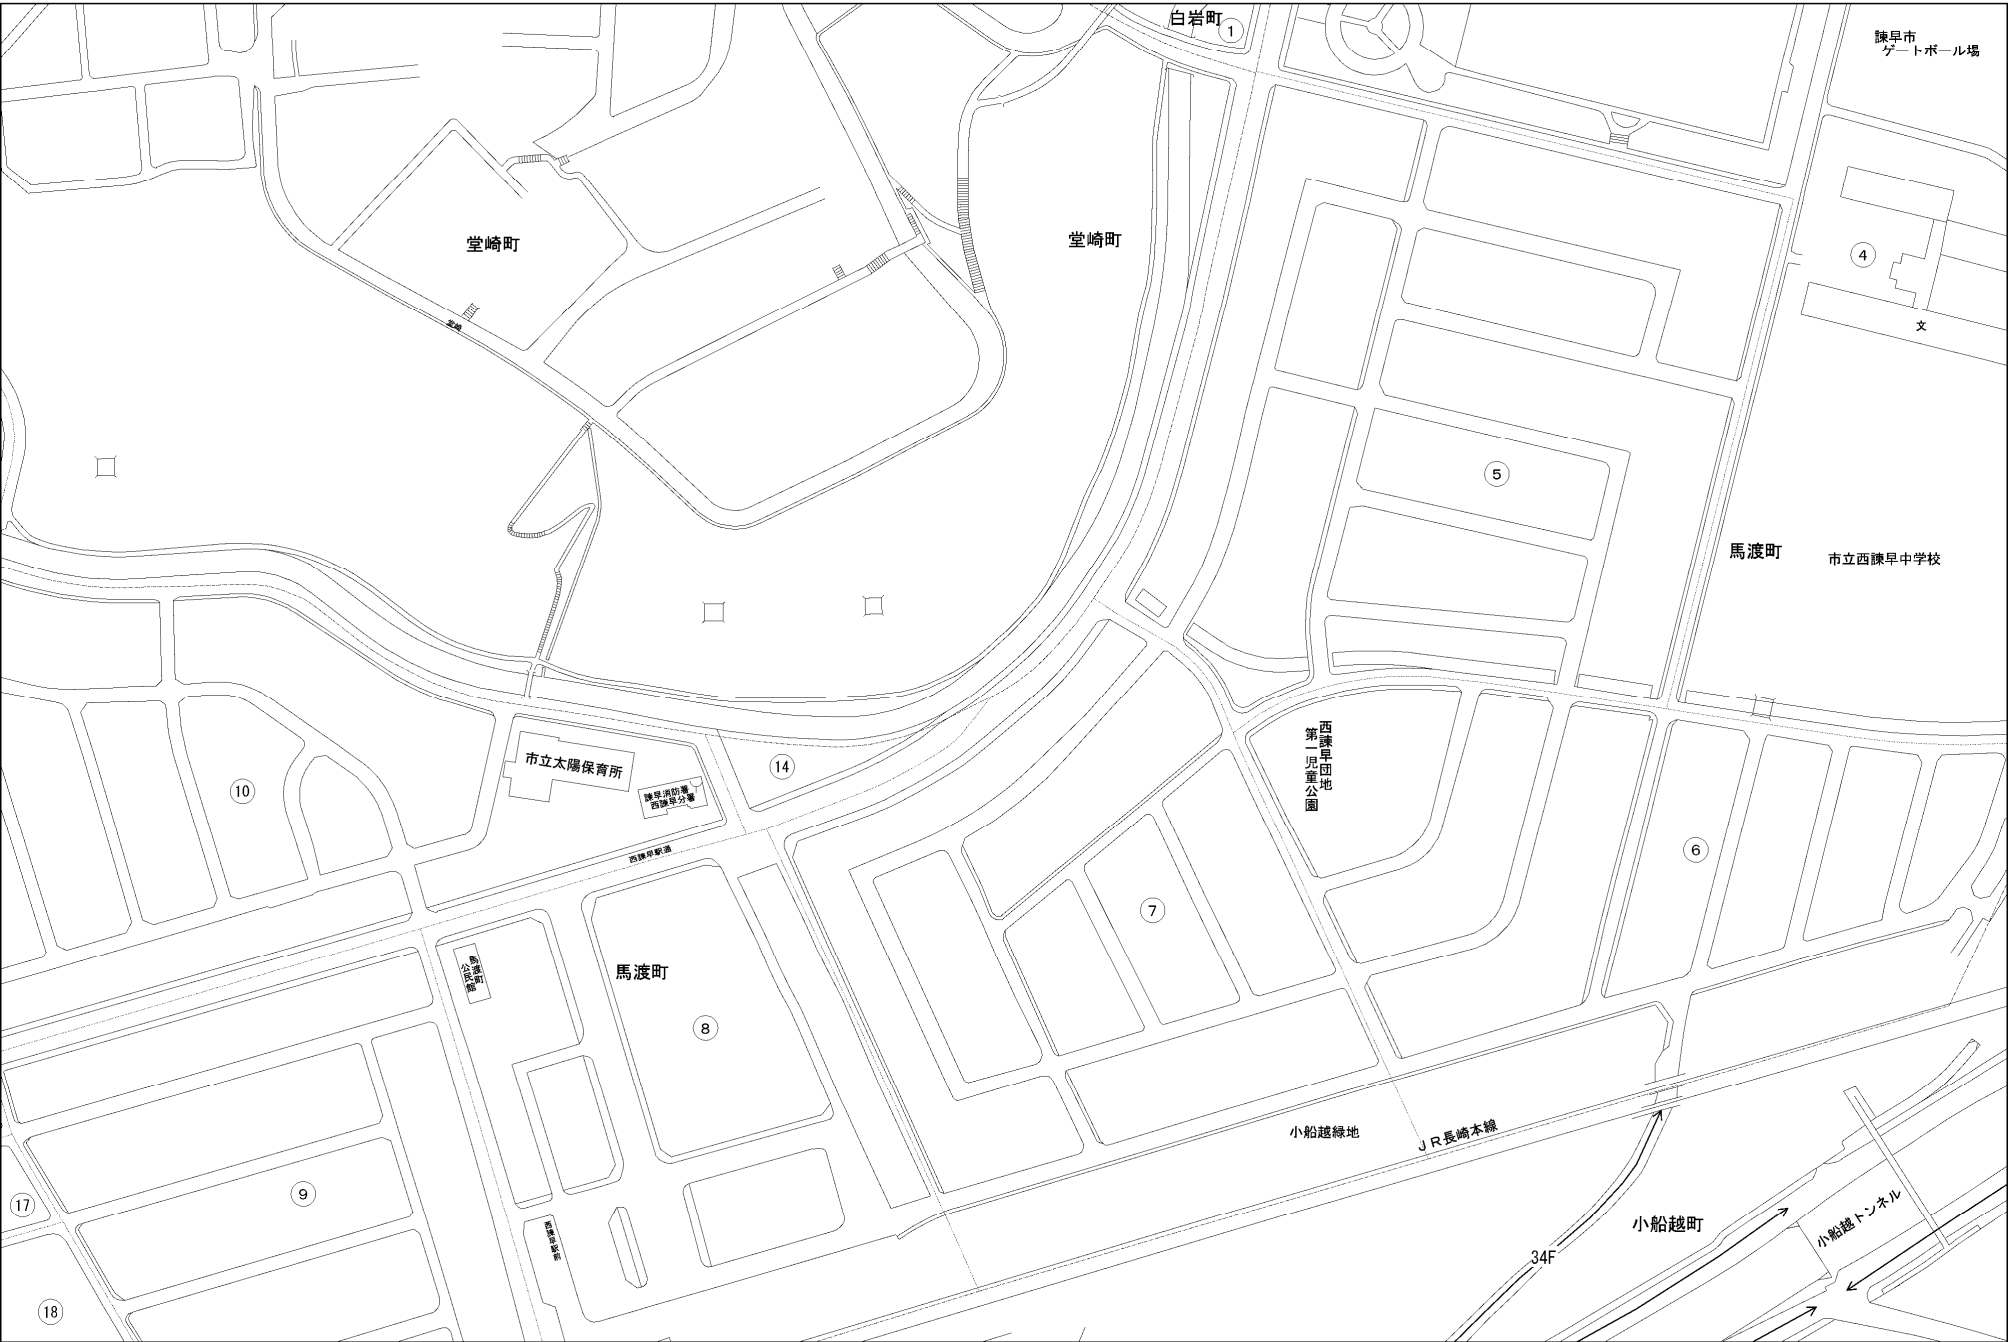 白岩町
①
諫早市
ゲートボール場
堂崎町
堂崎町
④
文
堂崎
⑤
馬渡町
市立西諫早中学校
西諫早団地
第一児童公園
市立太陽保育所
⑭
⑩
諫早消防署
西諫早分署
西諫早駅通
⑥
⑦
馬渡町
公民館
馬渡町
⑧
小船越緑地
ＪＲ長崎本線
⑨
⑰
西諫早駅前
小船越町
小船越トンネル
34F
⑱